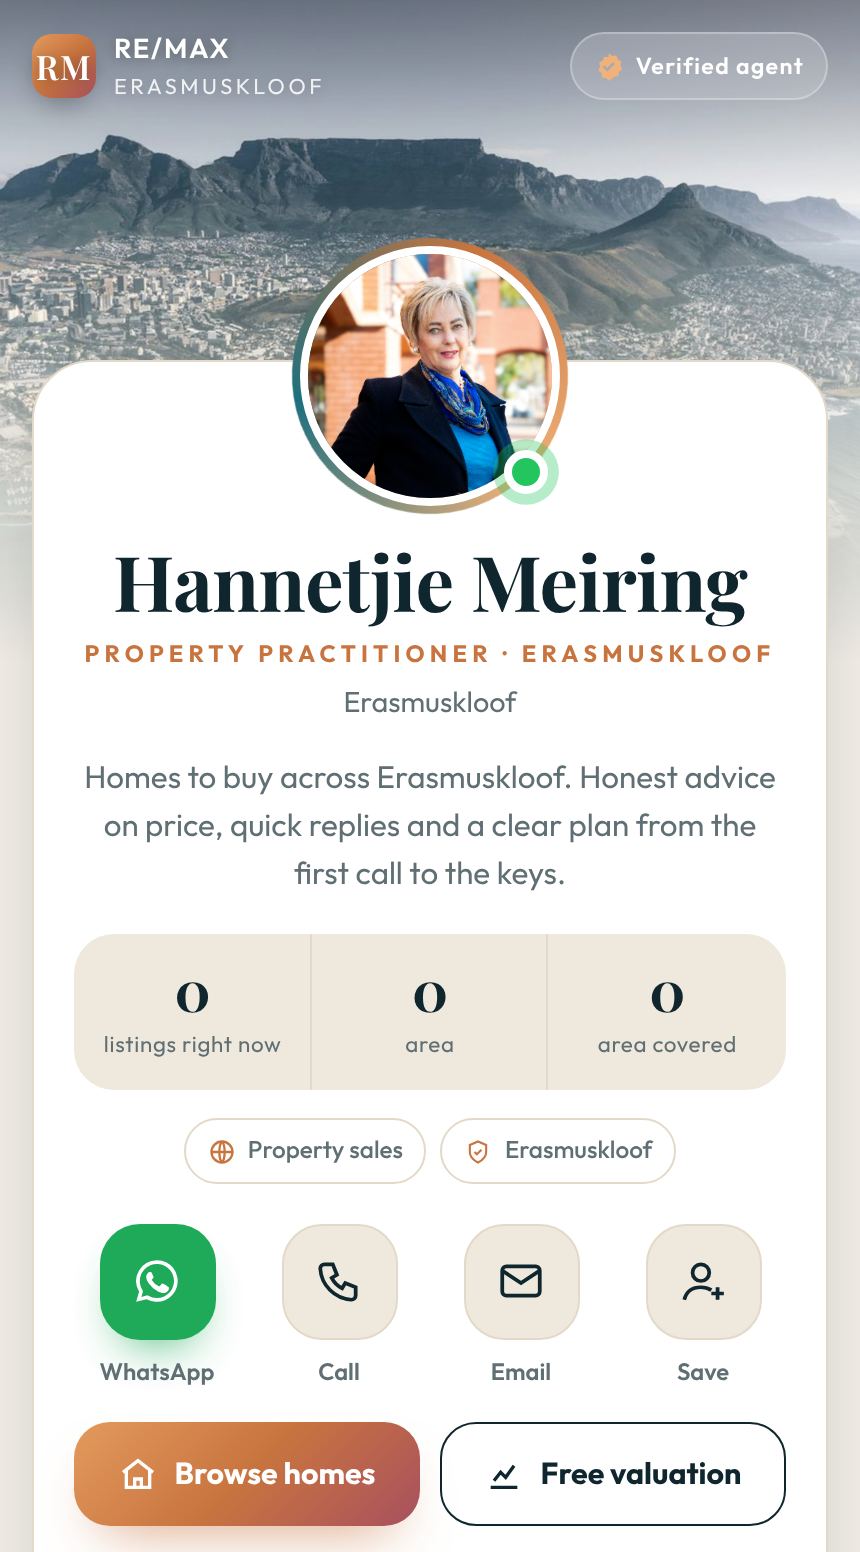 RM
RE/MAX
ERASMUSKLOOF
Verified agent
Hannetjie Meiring
PROPERTY PRACTITIONER · ERASMUSKLOOF
Erasmuskloof
Homes to buy across Erasmuskloof. Honest advice
on price, quick replies and a clear plan from the
first call to the keys.
0 0 0
listings right now area area covered
Property sales Erasmuskloof
WhatsApp Call Email Save
Browse homes Free valuation